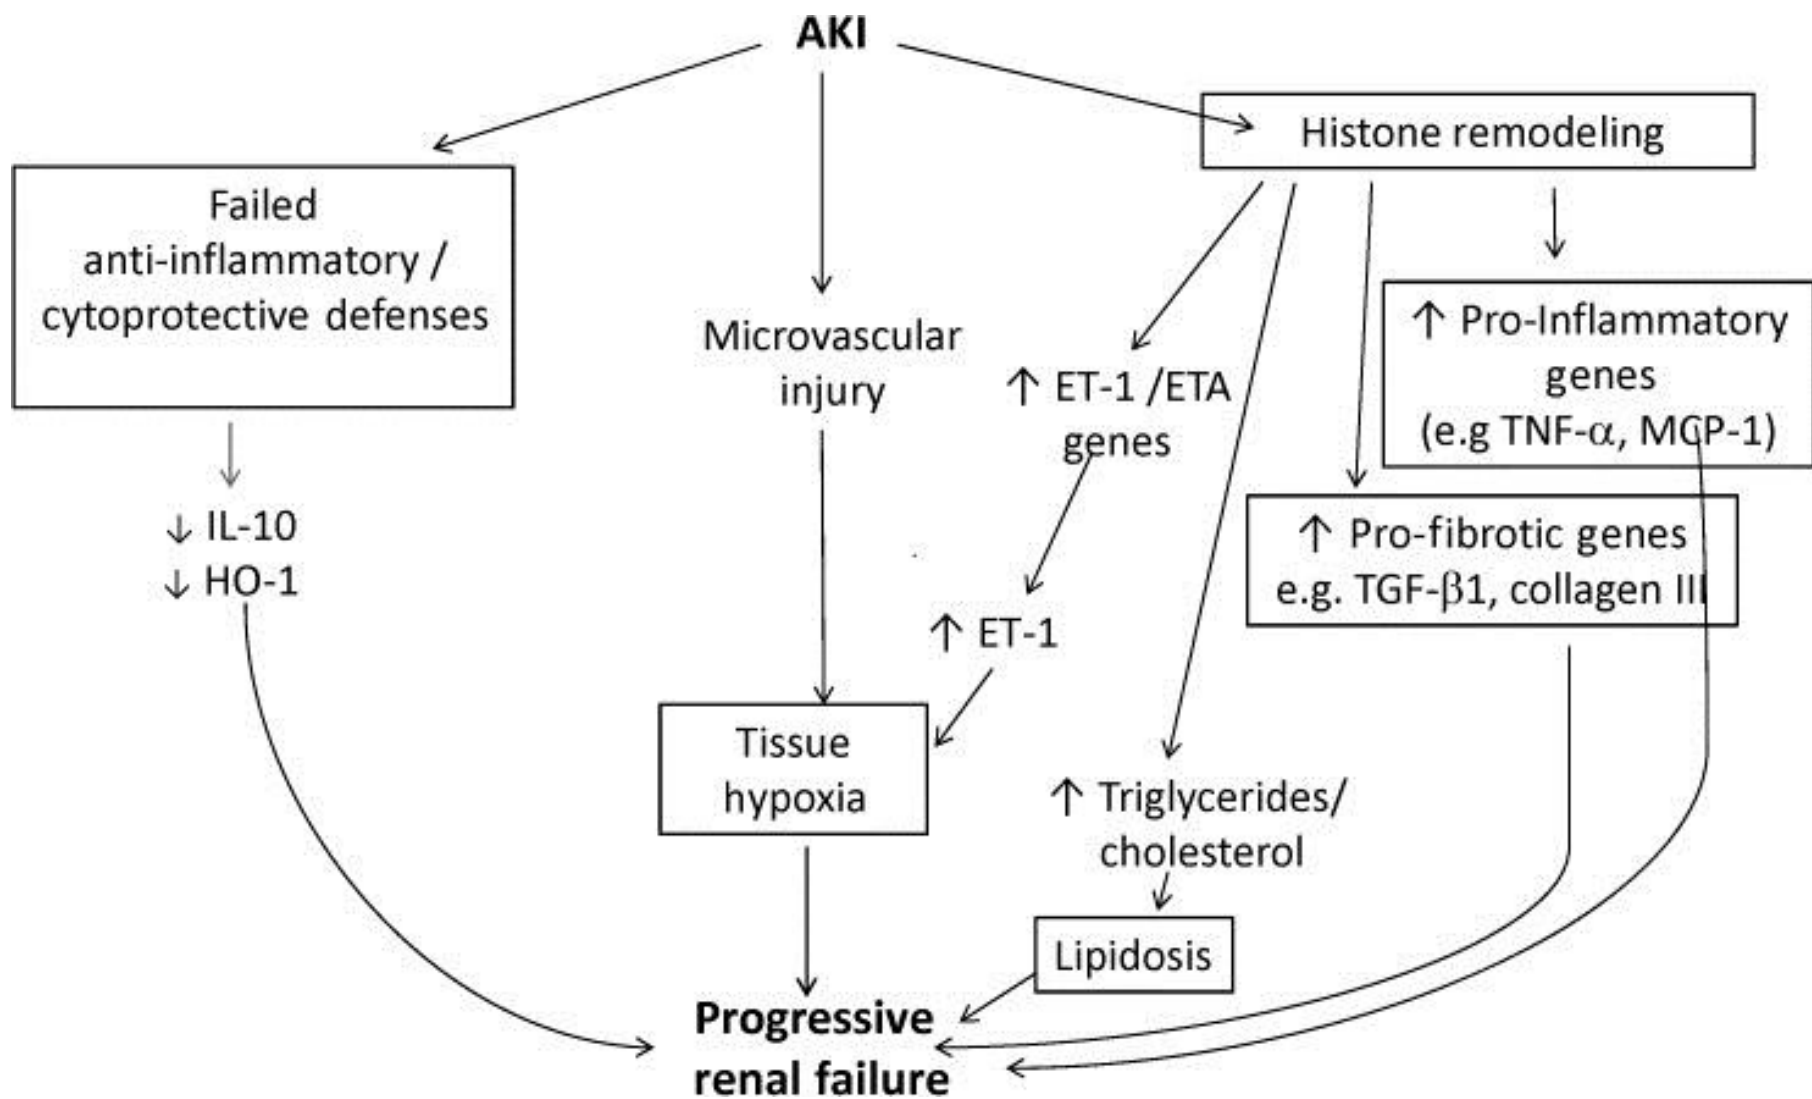 AKI
Histone remodeling
Failed
anti-inflammatory /
cytoprotective defenses
Microvascular
injury
↑ ET-1 /ETA
genes
↑ Pro-Inflammatory
genes
(e.g TNF-α, MCP-1)
↓ IL-10
↓ HO-1
↑ Pro-fibrotic genes
e.g. TGF-β1, collagen III
↑ ET-1
Tissue
hypoxia
↑ Triglycerides/
cholesterol
Lipidosis
Progressive
renal failure